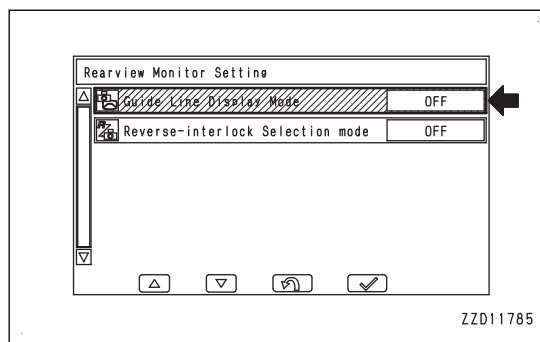 Rearview Monitor Setting
Guide Line Display Mode OFF
Reverse-interlock Selection mode OFF
ZZD11785